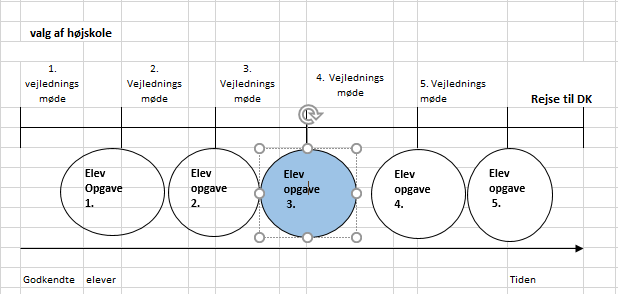 valg af højskole
1.
vejlednings
møde
2.
Vejlednings
møde
3.
Vejlednings
møde
4. Vejlednings
møde
5. Vejlednings
møde
Rejse til DK
Elev
Opgave
1.
Elev
opgave
2.
Elev
opgave
3.
Elev
opgave
4.
Elev
opgave
5.
Godkendte elever
Tiden